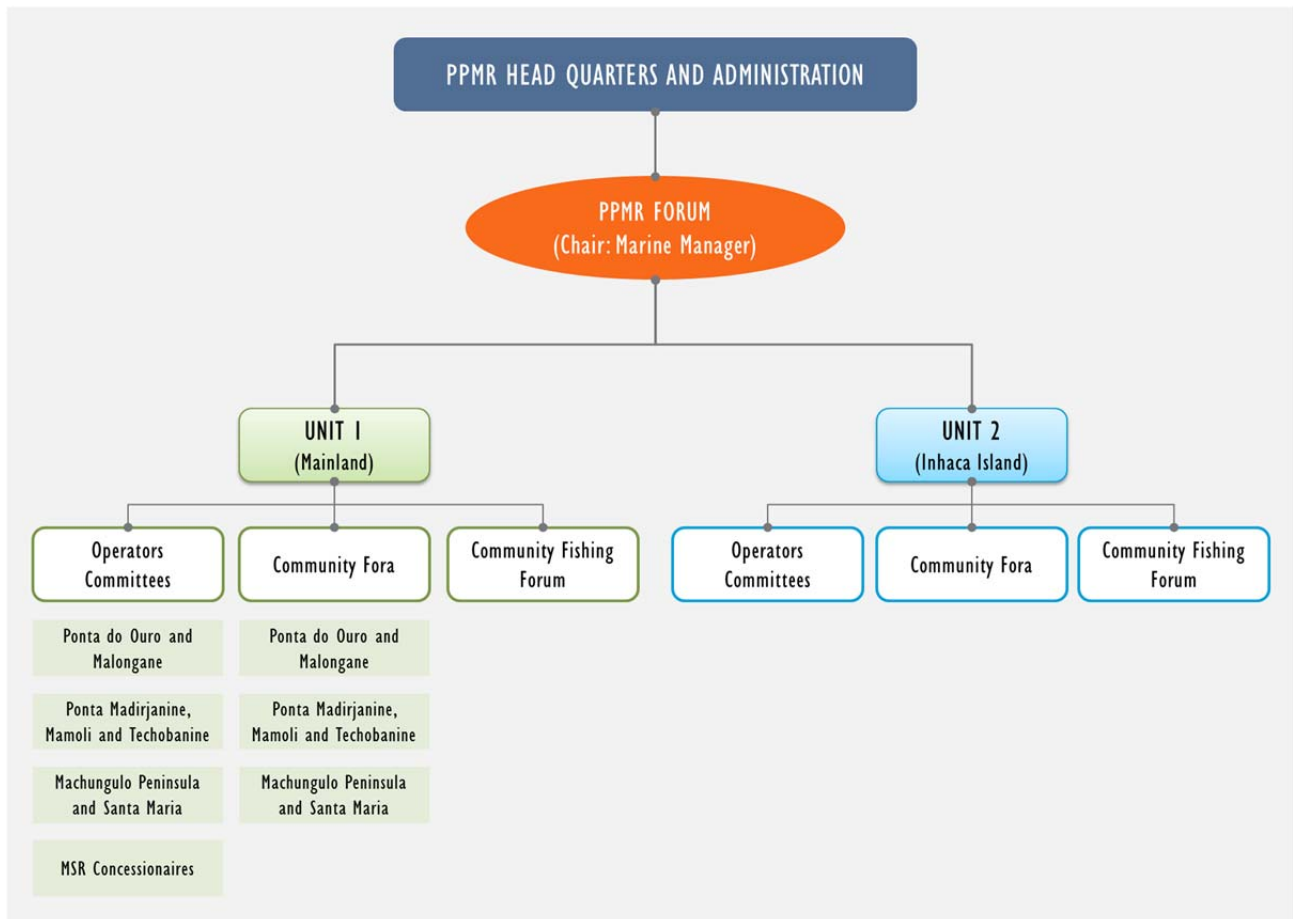 PPMR HEAD QUARTERS AND ADMINISTRATION
PPMR FORUM
(Chair: Marine Manager)
UNIT 1
(Mainland)
UNIT 2
(Inhaca Island)
Operators
Committees
Community Fora
Community Fishing
Forum
Operators
Committees
Community Fora
Community Fishing
Forum
Ponta do Ouro and
Malongane
Ponta do Ouro and
Malongane
Ponta Madirjanine,
Mamoli and Techobanine
Ponta Madirjanine,
Mamoli and Techobanine
Machungulo Peninsula
and Santa Maria
Machungulo Peninsula
and Santa Maria
MSR Concessionaires